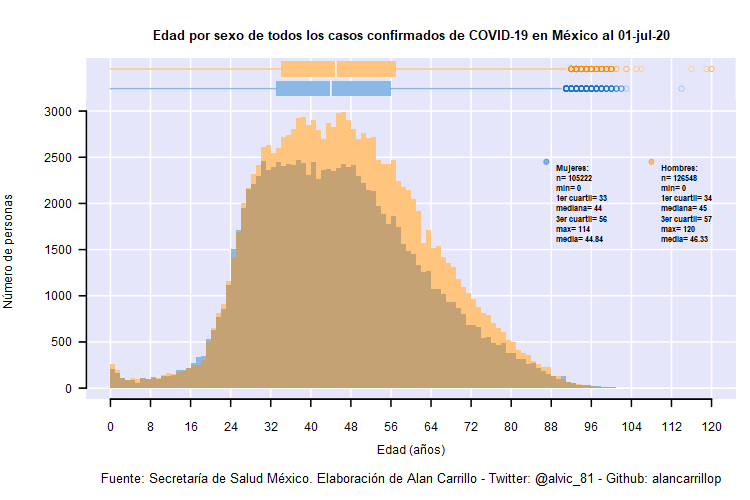 Edad por sexo de todos los casos confirmados de COVID-19 en México al 01-jul-20
3000
2500
2000
1500
1000
500
0
Número de personas
Mujeres:
n= 105222
min= 0
1er cuartil= 33
mediana= 44
3er cuartil= 56
max= 114
media= 44.84
Hombres:
n= 126548
min= 0
1er cuartil= 34
mediana= 45
3er cuartil= 57
max= 120
media= 46.33
0 8 16 24 32 40 48 56 64 72 80 88 96 104 112 120
Edad (años)
Fuente: Secretaría de Salud México. Elaboración de Alan Carrillo - Twitter: @alvic_81 - Github: alancarrillop